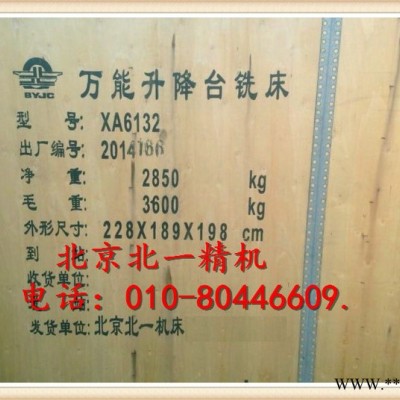 BYJC
万能升降台铣床
型 号: XA6132
出厂编号: 2014186
净 重: 2850 kg
毛 重: 3600 kg
外形尺寸: 228X189X198 cm
到
北京北一精机
收货单位:
电话: 010-80446609.
发货单位: 北京北一机床
www.**